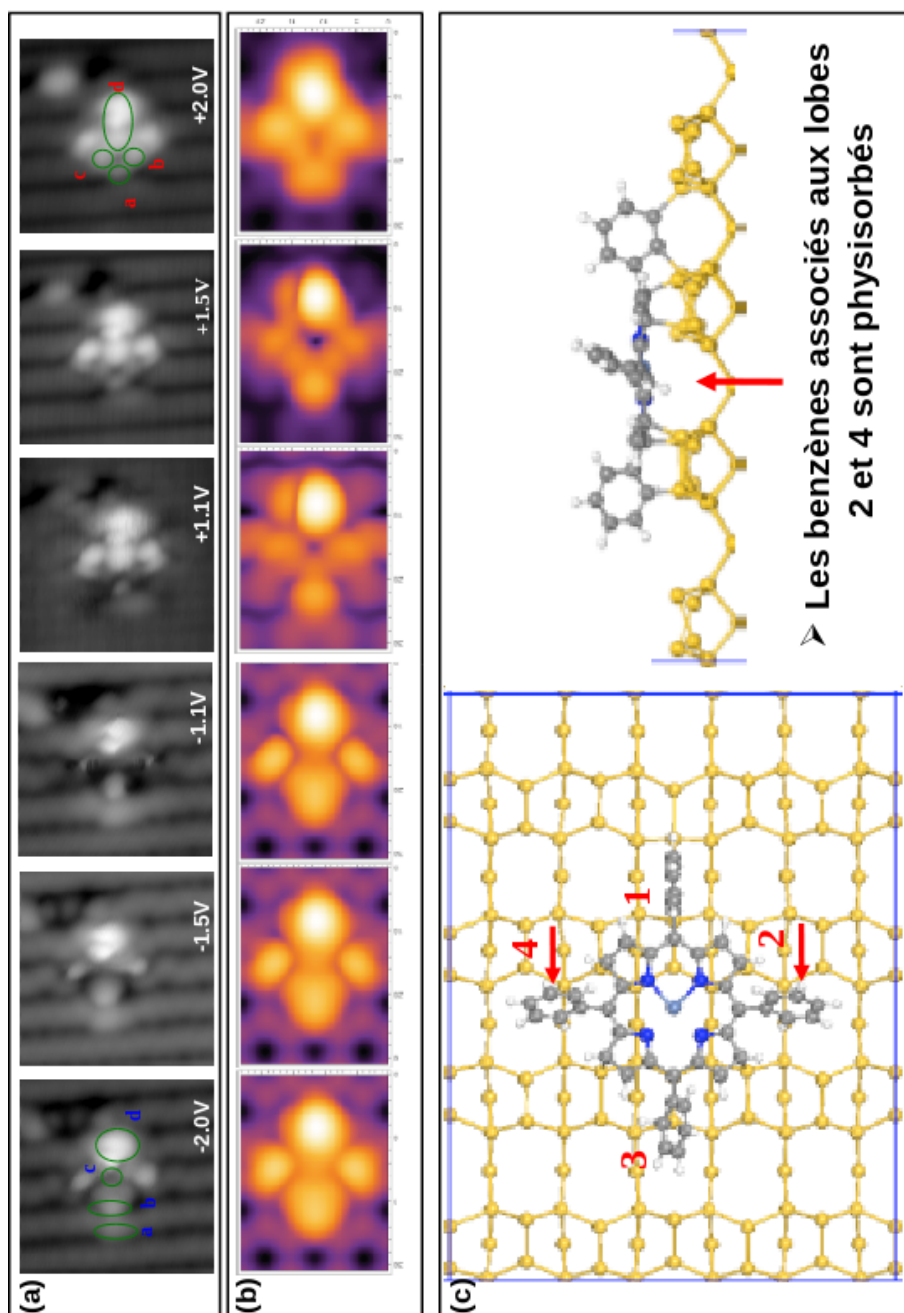 (a)
a
b
c
d
-2.0V
-1.5V
-1.1V
+1.1V
+1.5V
a
c
b
d
+2.0V
(b)
(c)
3
4
2
1
➢ Les benzènes associés aux lobes
2 et 4 sont physisorbés